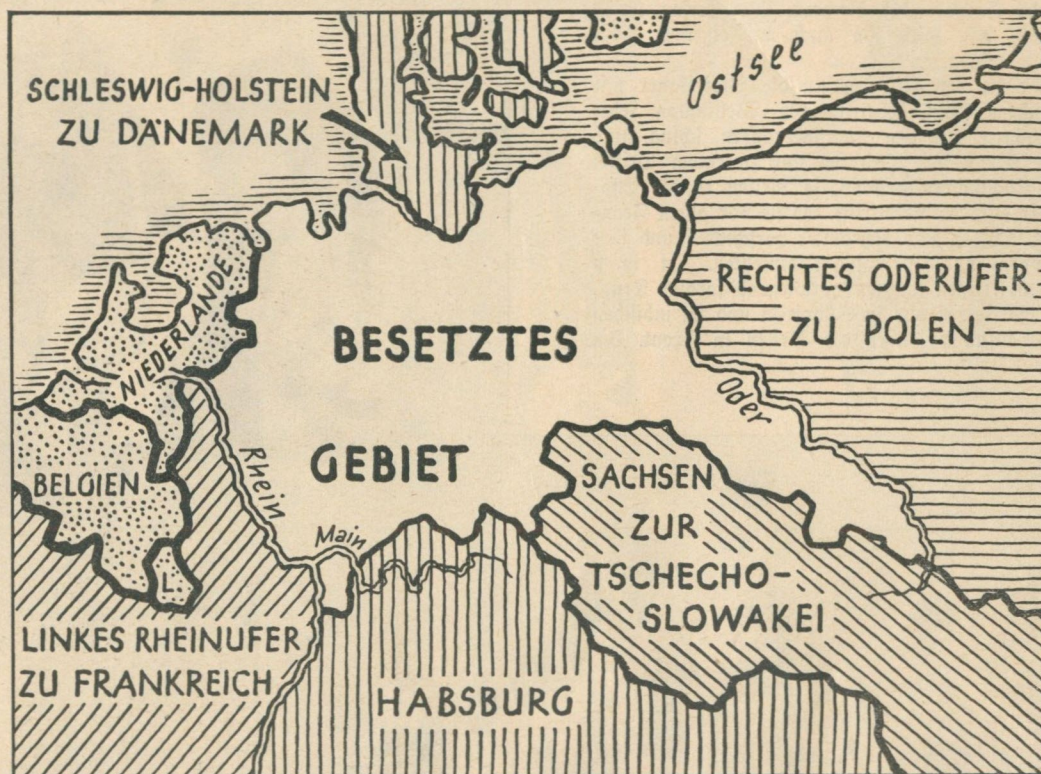 Ostsee
SCHLESWIG-HOLSTEIN
ZU DÄNEMARK
NIEDERLANDE
RECHTES ODERUFER
ZU POLEN
BESETZTES
GEBIET
Oder
BELGIEN
Rhein
Main
SACHSEN
ZUR
TSCHECHO-
SLOWAKEI
LINKES RHEINUFER
ZU FRANKREICH
HABSBURG